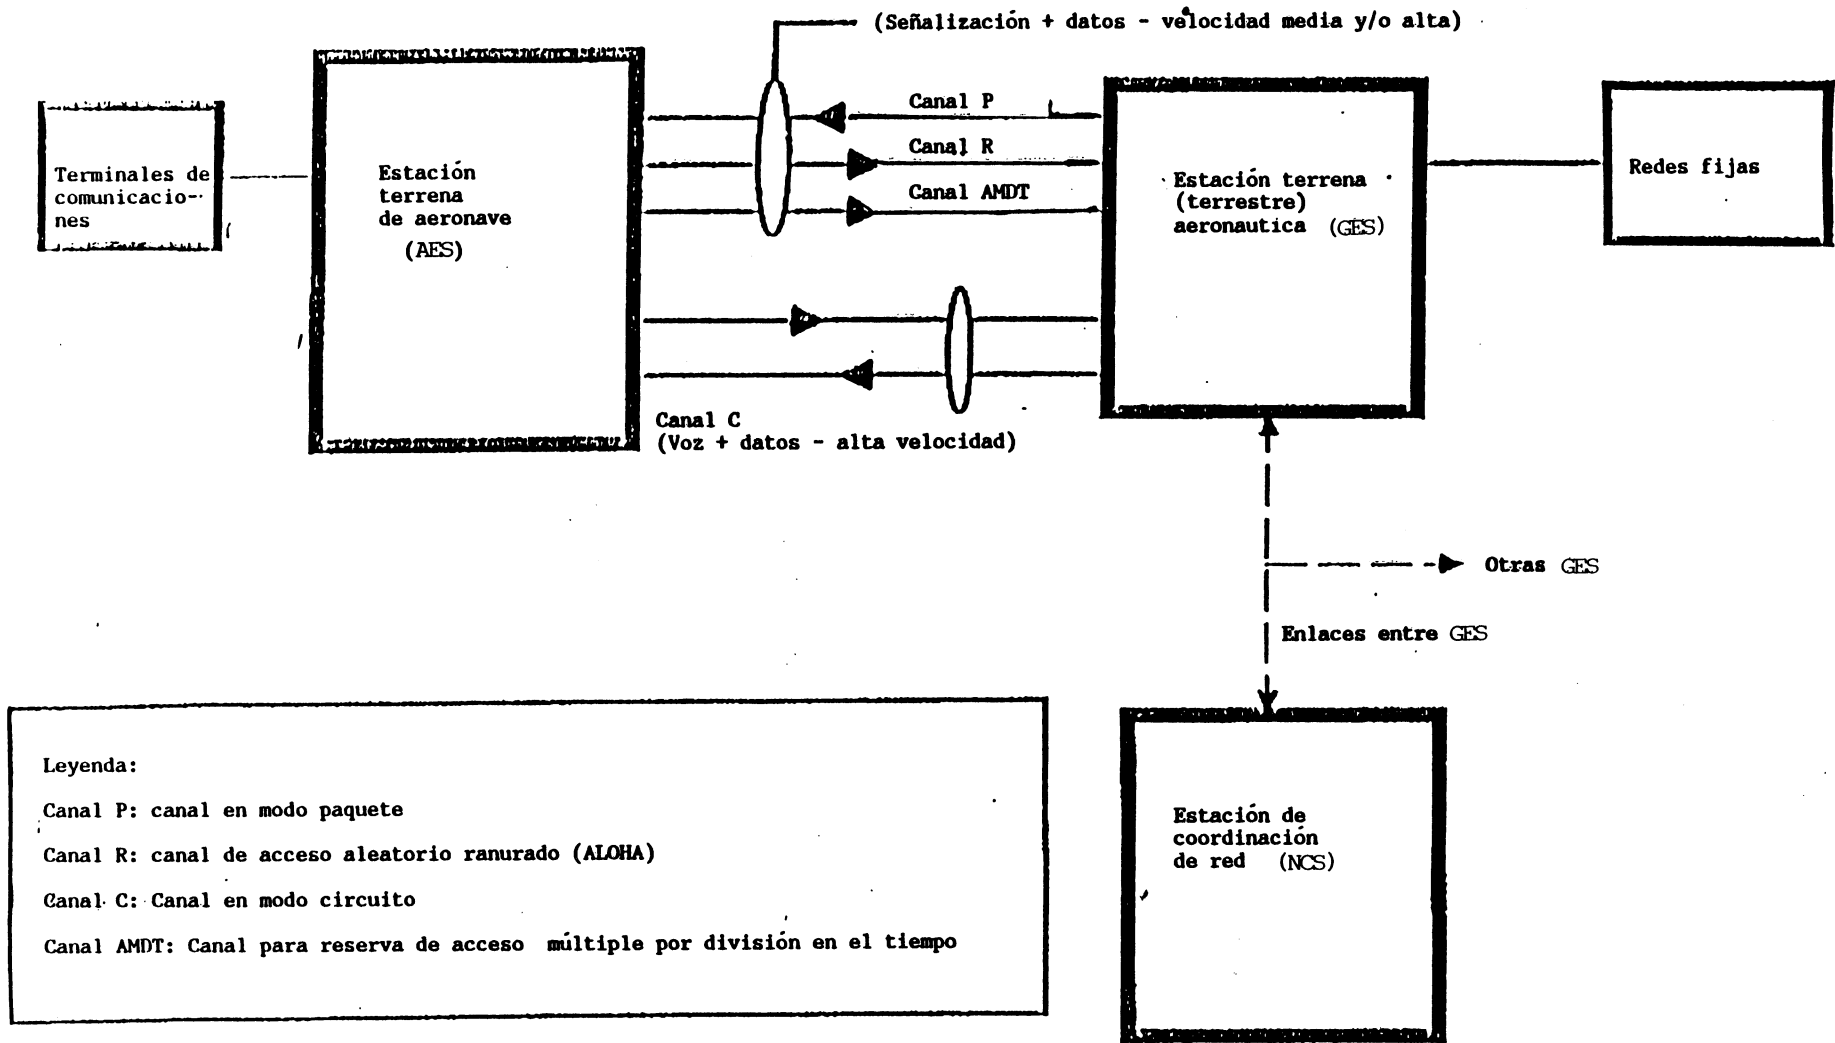 (Señalización + datos - velocidad media y/o alta)
Canal P
Canal R
Canal AMDT
Terminales de
comunicacio-
nes
Estación
terrena
de aeronave
(AES)
Estación terrena
(terrestre)
aeronautica (GES)
Redes fijas
Canal C
(Voz + datos - alta velocidad)
Otras GES
Enlaces entre GES
Estación de
coordinación
de red (NCS)
Leyenda:
Canal P: canal en modo paquete
Canal R: canal de acceso aleatorio ranurado (ALOHA)
Canal C: Canal en modo circuito
Canal AMDT: Canal para reserva de acceso múltiple por división en el tiempo